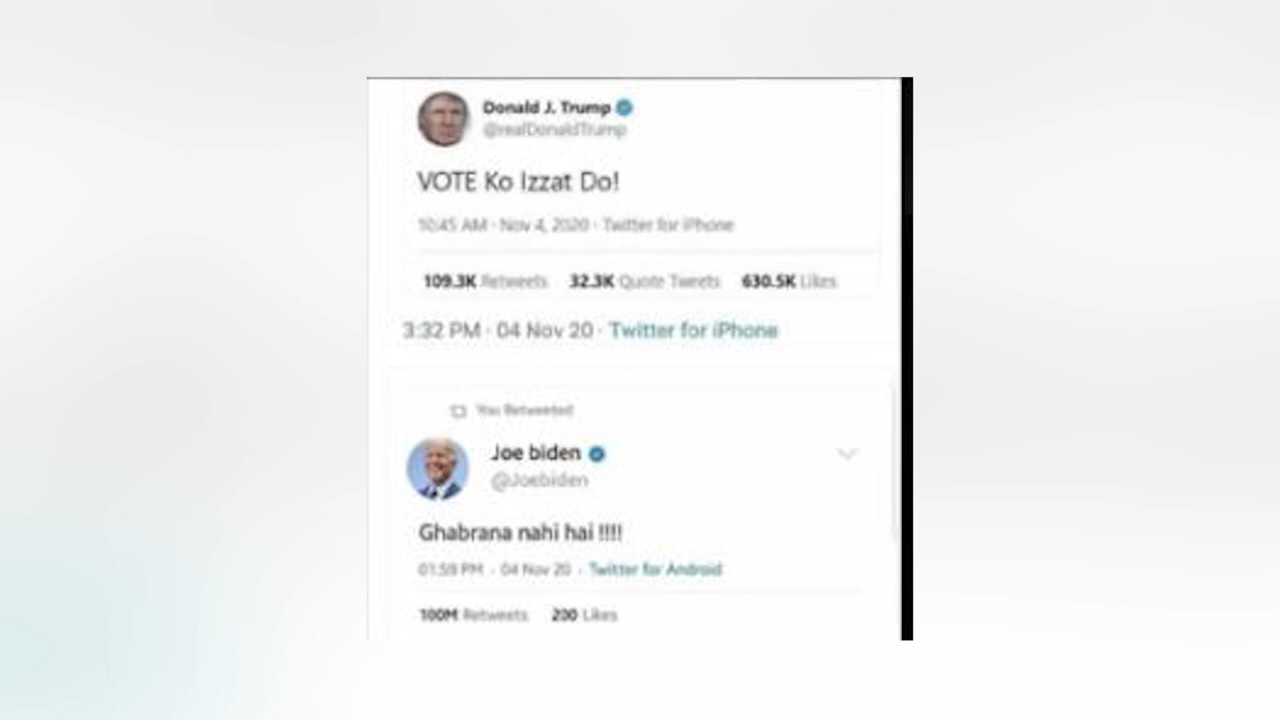 Donald J. Trump
@realDonaldTrump
VOTE Ko Izzat Do!
10:45 AM · Nov 4, 2020 · Twitter for iPhone
109.3K Retweets 32.3K Quote Tweets 630.5K Likes
3:32 PM · 04 Nov 20 · Twitter for iPhone
You Retweeted
Joe biden
@Joebiden
Ghabrana nahi hai !!!!
01:59 PM · 04 Nov 20 · Twitter for Android
100M Retweets 200 Likes